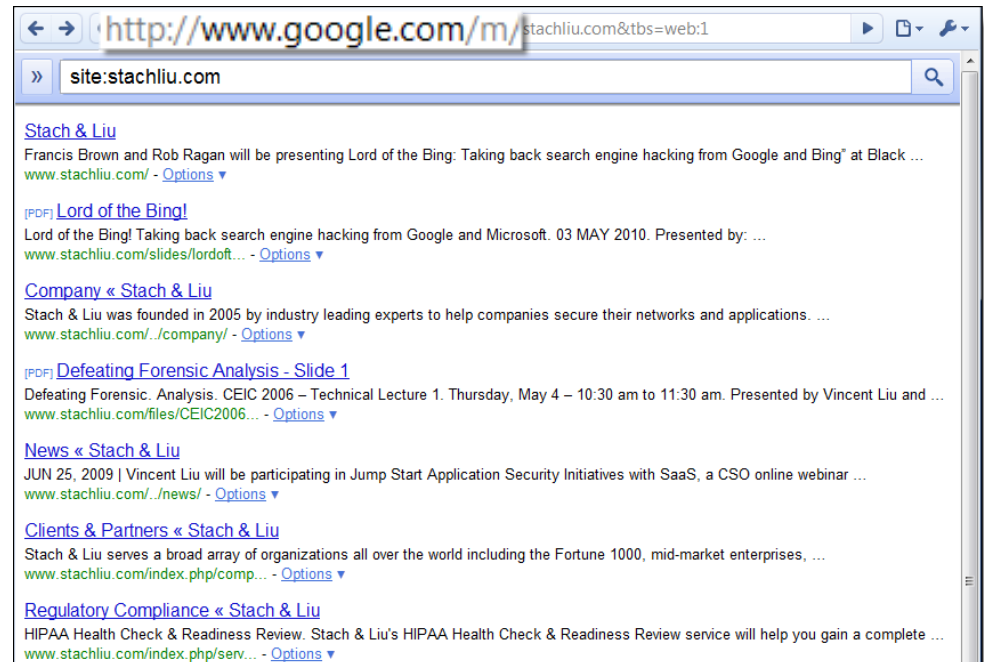 http://www.google.com/m/ stachliu.com&tbs=web:1
» site:stachliu.com
Stach & Liu
Francis Brown and Rob Ragan will be presenting Lord of the Bing: Taking back search engine hacking from Google and Bing” at Black ...
www.stachliu.com/ - Options ▼
[PDF] Lord of the Bing!
Lord of the Bing! Taking back search engine hacking from Google and Microsoft. 03 MAY 2010. Presented by: ...
www.stachliu.com/slides/lordoft... - Options ▼
Company « Stach & Liu
Stach & Liu was founded in 2005 by industry leading experts to help companies secure their networks and applications. ...
www.stachliu.com/../company/ - Options ▼
[PDF] Defeating Forensic Analysis - Slide 1
Defeating Forensic. Analysis. CEIC 2006 – Technical Lecture 1. Thursday, May 4 – 10:30 am to 11:30 am. Presented by Vincent Liu and ...
www.stachliu.com/files/CEIC2006... - Options ▼
News « Stach & Liu
JUN 25, 2009 | Vincent Liu will be participating in Jump Start Application Security Initiatives with SaaS, a CSO online webinar ...
www.stachliu.com/../news/ - Options ▼
Clients & Partners « Stach & Liu
Stach & Liu serves a broad array of organizations all over the world including the Fortune 1000, mid-market enterprises, ...
www.stachliu.com/index.php/comp... - Options ▼
Regulatory Compliance « Stach & Liu
HIPAA Health Check & Readiness Review. Stach & Liu's HIPAA Health Check & Readiness Review service will help you gain a complete ...
www.stachliu.com/index.php/serv... - Options ▼